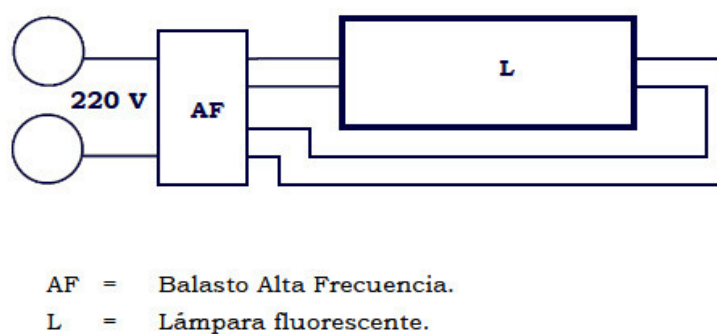 L
220 V
AF
AF = Balasto Alta Frecuencia.
L = Lámpara fluorescente.